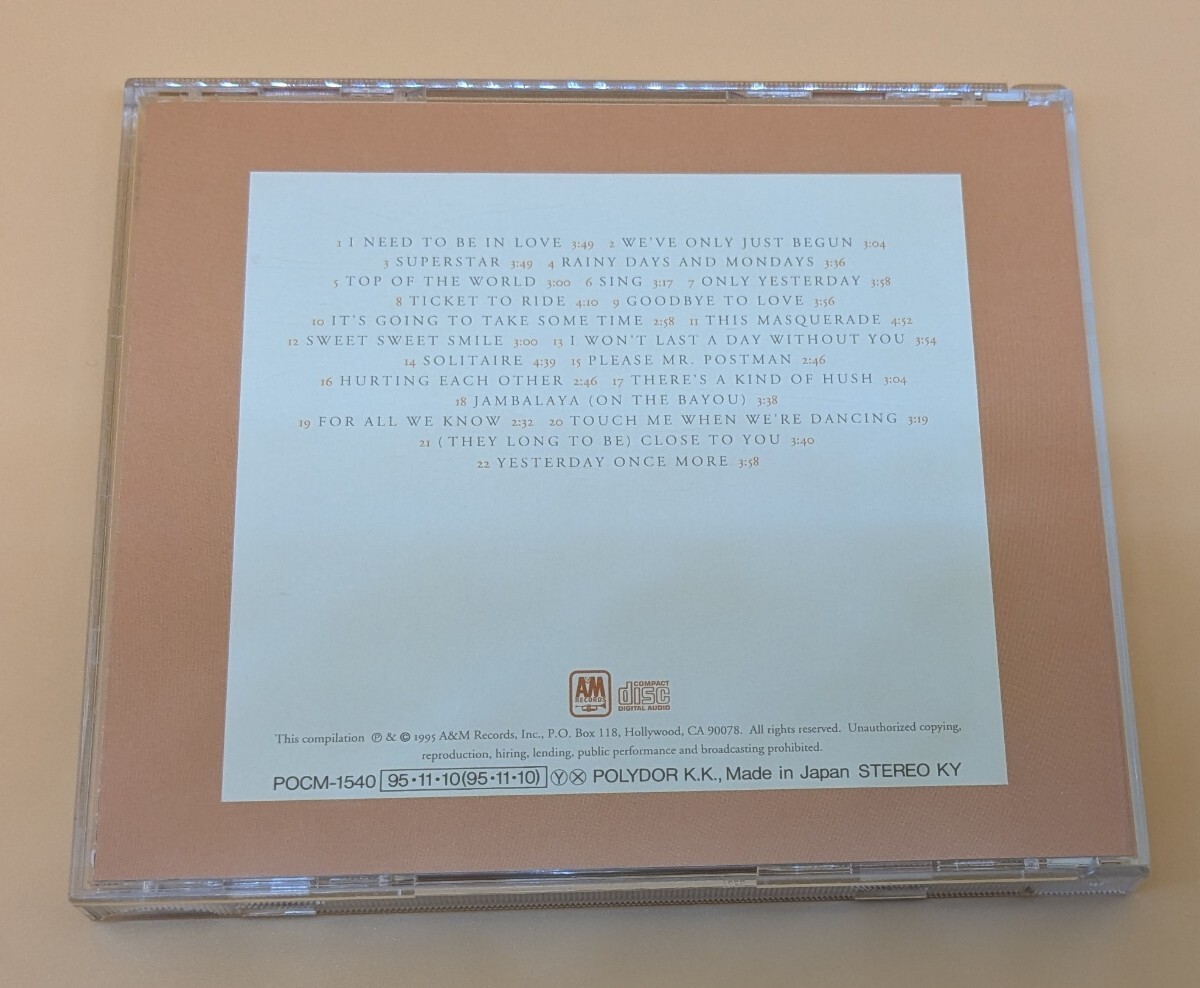 1 I NEED TO BE IN LOVE 3:49 2 WE'VE ONLY JUST BEGUN 3:04
3 SUPERSTAR 3:49 4 RAINY DAYS AND MONDAYS 3:36
5 TOP OF THE WORLD 3:00 6 SING 3:17 7 ONLY YESTERDAY 3:58
8 TICKET TO RIDE 4:10 9 GOODBYE TO LOVE 3:56
10 IT'S GOING TO TAKE SOME TIME 2:58 11 THIS MASQUERADE 4:52
12 SWEET SWEET SMILE 3:00 13 I WON'T LAST A DAY WITHOUT YOU 3:54
14 SOLITAIRE 4:39 15 PLEASE MR. POSTMAN 2:46
16 HURTING EACH OTHER 2:46 17 THERE'S A KIND OF HUSH 3:04
18 JAMBALAYA (ON THE BAYOU) 3:38
19 FOR ALL WE KNOW 2:32 20 TOUCH ME WHEN WE'RE DANCING 3:19
21 (THEY LONG TO BE) CLOSE TO YOU 3:40
22 YESTERDAY ONCE MORE 3:58
A&M
RECORDS
COMPACT
disc
DIGITAL AUDIO
This compilation ℗ & © 1995 A&M Records, Inc., P.O. Box 118, Hollywood, CA 90078. All rights reserved. Unauthorized copying,
reproduction, hiring, lending, public performance and broadcasting prohibited.
POCM-1540 95·11·10(95·11·10) Ⓨⓧ POLYDOR K.K., Made in Japan STEREO KY